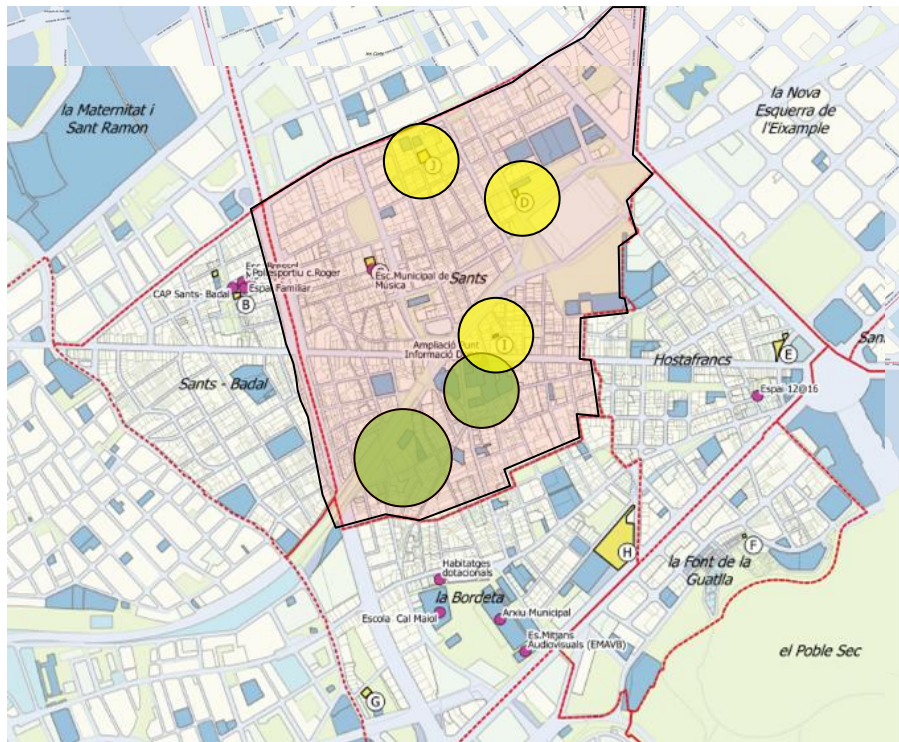 la Maternitat i
Sant Ramon
la Nova
Esquerra de
l'Eixample
J
D
Sants
Esc.Municipal de
Música
Poliesportiu c.Roger
Espai Familiar
CAP Sants- Badal
B
Ampliació Punt
I
Hostafrancs
E
Espai 12@16
Sants - Badal
H
la Font de la
Guatlla
F
Habitatges
dotacionals
la Bordeta
Escola Cal Maiol
Arxiu Municipal
Es.Mitjans
Audiovisuals (EMAVB)
el Poble Sec
G